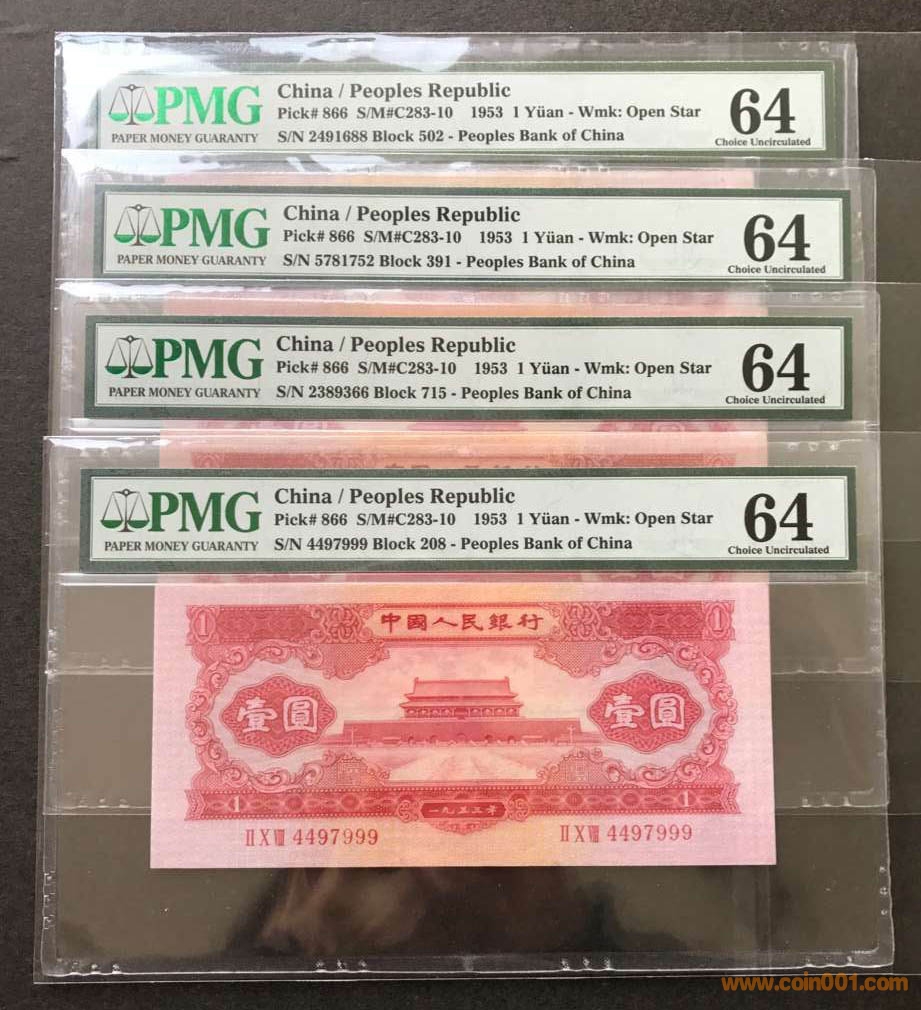 PMG
PAPER MONEY GUARANTY
China / Peoples Republic
Pick# 866 S/M#C283-10 1953 1 Yüan - Wmk: Open Star
S/N 2491688 Block 502 - Peoples Bank of China
64
Choice Uncirculated
PMG
PAPER MONEY GUARANTY
China / Peoples Republic
Pick# 866 S/M#C283-10 1953 1 Yüan - Wmk: Open Star
S/N 5781752 Block 391 - Peoples Bank of China
64
Choice Uncirculated
PMG
PAPER MONEY GUARANTY
China / Peoples Republic
Pick# 866 S/M#C283-10 1953 1 Yüan - Wmk: Open Star
S/N 2389366 Block 715 - Peoples Bank of China
64
Choice Uncirculated
PMG
PAPER MONEY GUARANTY
China / Peoples Republic
Pick# 866 S/M#C283-10 1953 1 Yüan - Wmk: Open Star
S/N 4497999 Block 208 - Peoples Bank of China
64
Choice Uncirculated
1 中國人民銀行 1
壹圓 壹圓
1 一九五三年 1
II X VIII 4497999 II X VIII 4497999
www.coin001.com